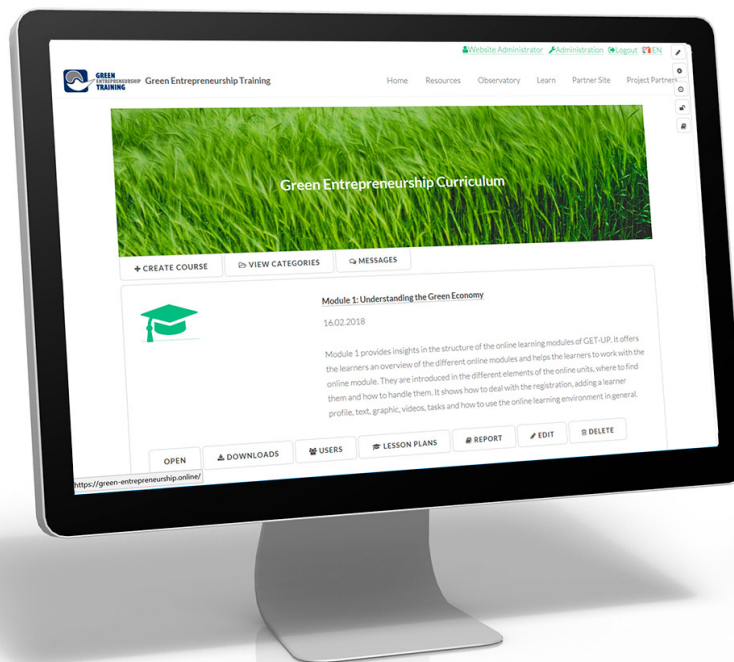 Website Administrator Administration Logout EN
GREEN
ENTREPRENEURSHIP
TRAINING
Green Entrepreneurship Training
Home Resources Observatory Learn Partner Site Project Partners
Green Entrepreneurship Curriculum
CREATE COURSE VIEW CATEGORIES MESSAGES
Module 1: Understanding the Green Economy
16.02.2018
Module 1 provides insights in the structure of the online learning modules of GET-UP. It offers
the learners an overview of the different online modules and helps the learners to work with the
online module. They are introduced in the different elements of the online units, where to find
them and how to handle them. It shows how to deal with the registration, adding a learner
profile, text, graphic, videos, tasks and how to use the online learning environment in general.
OPEN DOWNLOADS USERS LESSON PLANS REPORT EDIT DELETE
https://green-entrepreneurship.online/